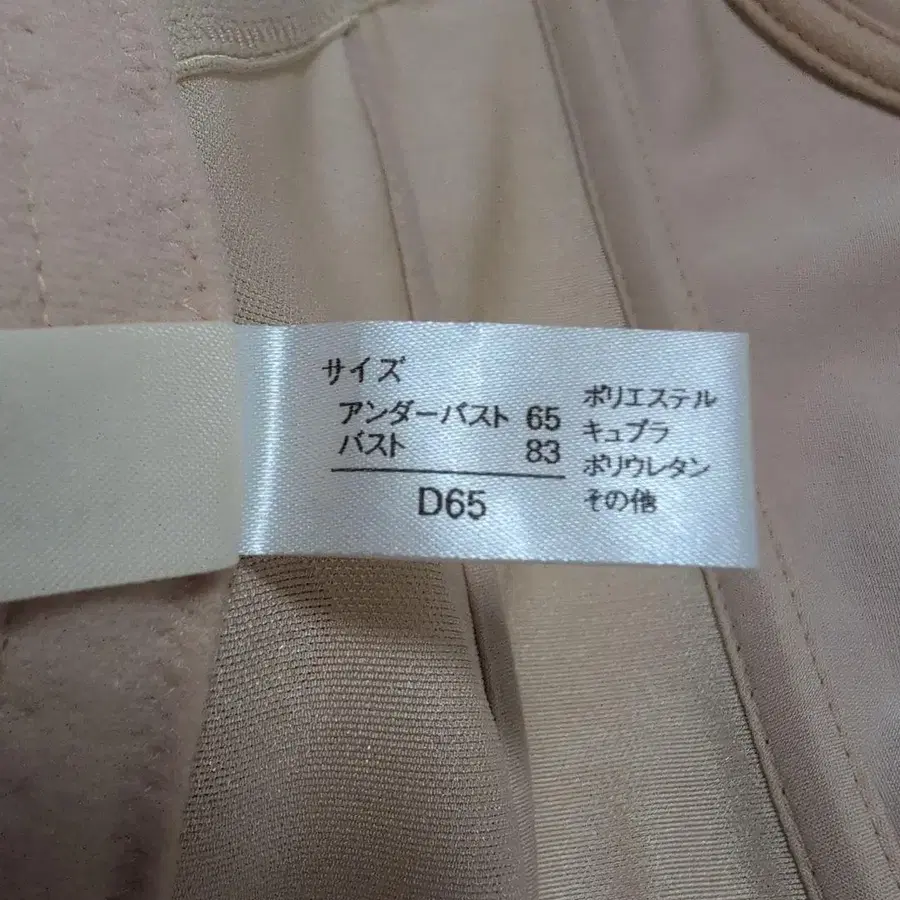 サイズ
アンダーバスト 65
バスト 83
D65
ポリエステル
キュプラ
ポリウレタン
その他